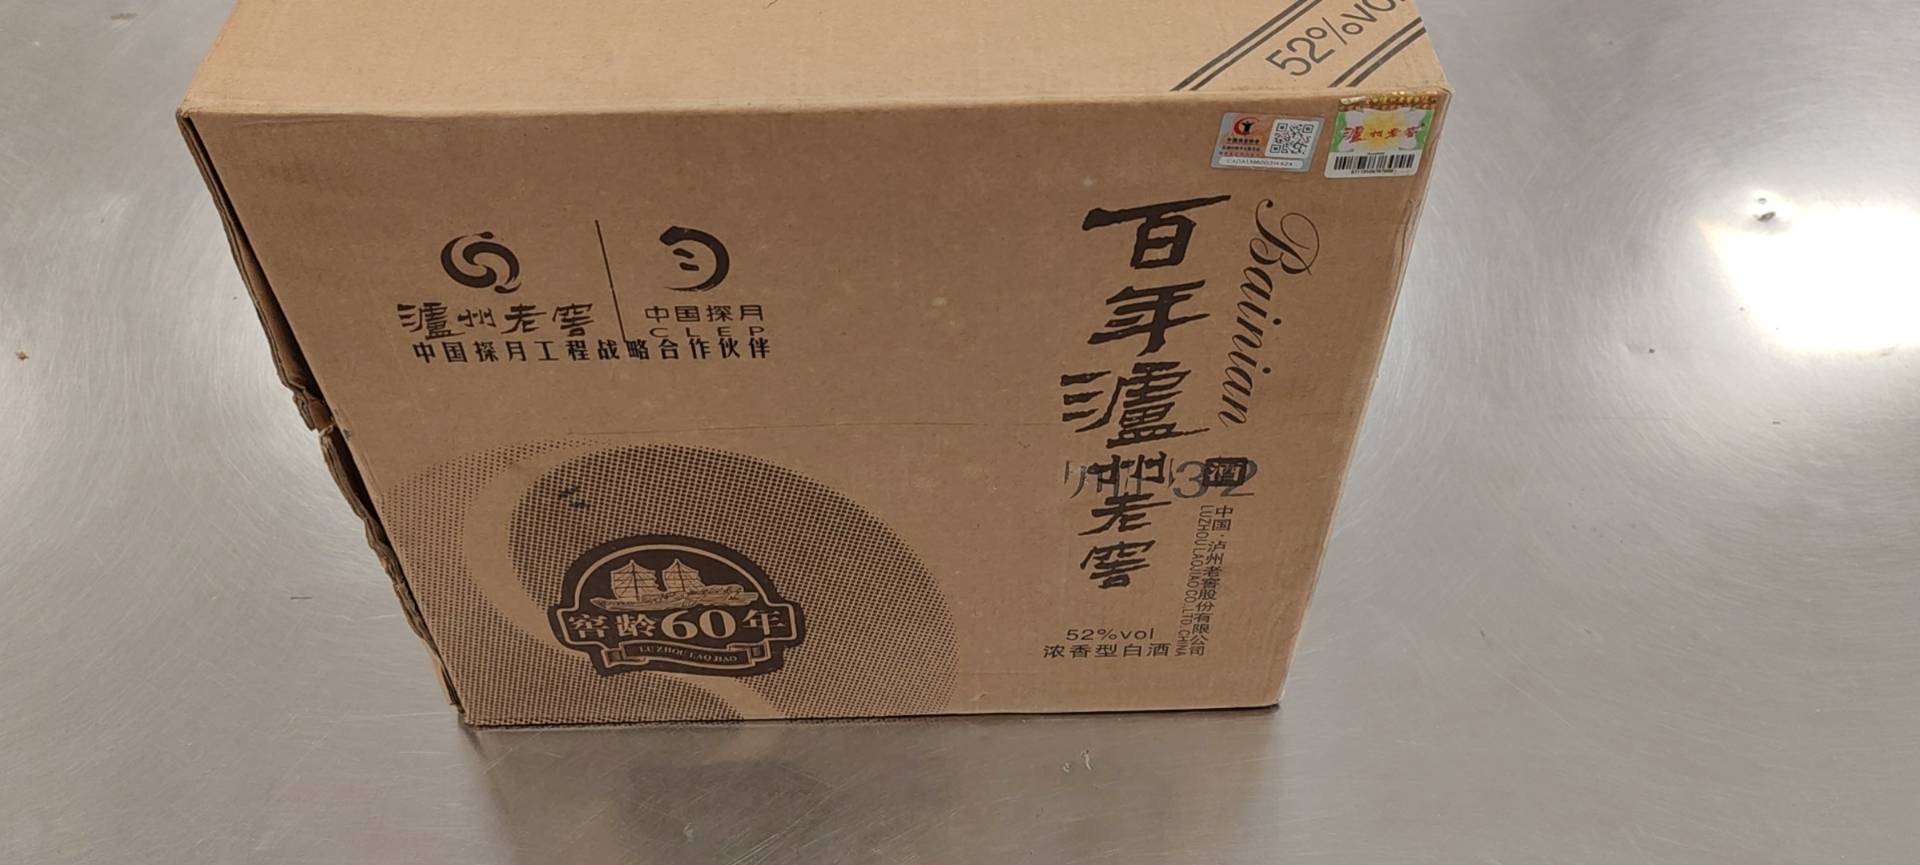 52%vol
泸州老窖
瀘州老窖
中国探月
CLEP
中国探月工程战略合作伙伴
百年瀘州老窖
Bainian
酒
中国·泸州老窖股份有限公司
LUZHOU LAOJIAO CO.,LTD.CHINA
窖龄60年
LU ZHOU LAO JIAO
52%vol
浓香型白酒